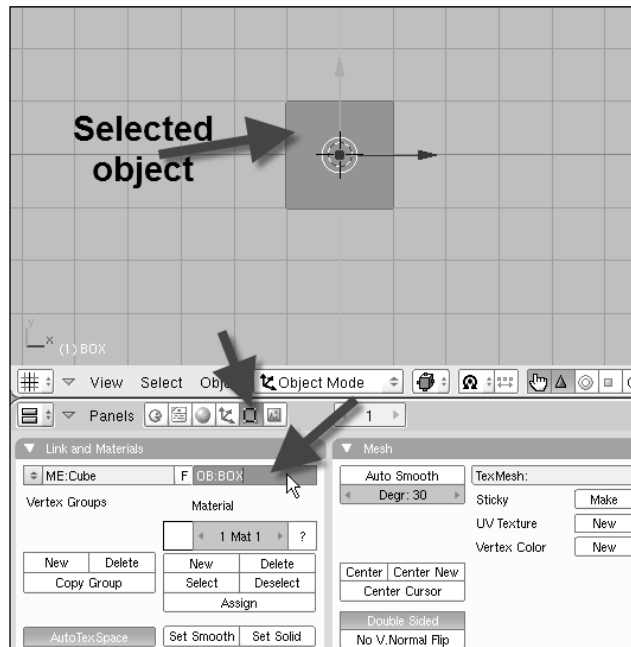 Selected
object
y
x
(1) BOX
View Select Obje Object Mode
Panels 1
Link and Materials
Mesh
ME:Cube F OB:BOX
Auto Smooth
TexMesh:
Degr: 30
Sticky Make
Vertex Groups Material
UV Texture New
1 Mat 1 ?
Vertex Color New
New Delete New Delete
Center Center New
Copy Group Select Deselect
Center Cursor
Assign
Double Sided
AutoTexSpace Set Smooth Set Solid
No V.Normal Flip